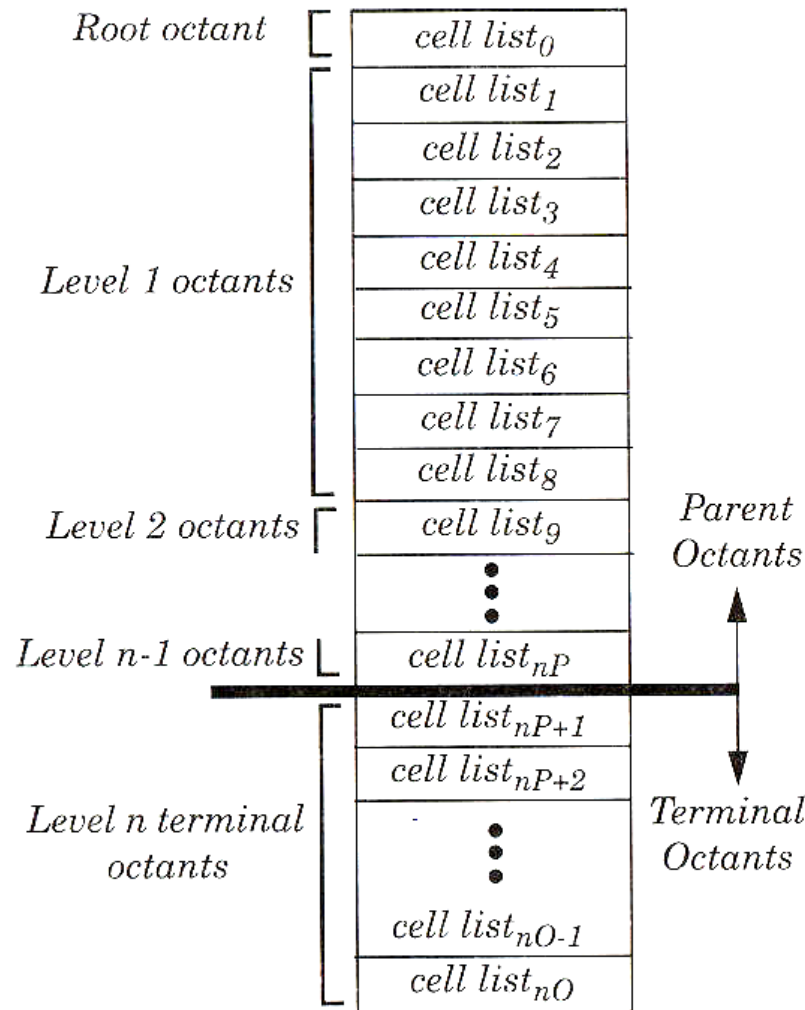 Root octant
cell list0
cell list1
cell list2
cell list3
Level 1 octants
cell list4
cell list5
cell list6
cell list7
cell list8
Level 2 octants
cell list9
Parent
Octants
Level n-1 octants
cell listnP
cell listnP+1
cell listnP+2
Level n terminal
octants
Terminal
Octants
cell listnO-1
cell listnO